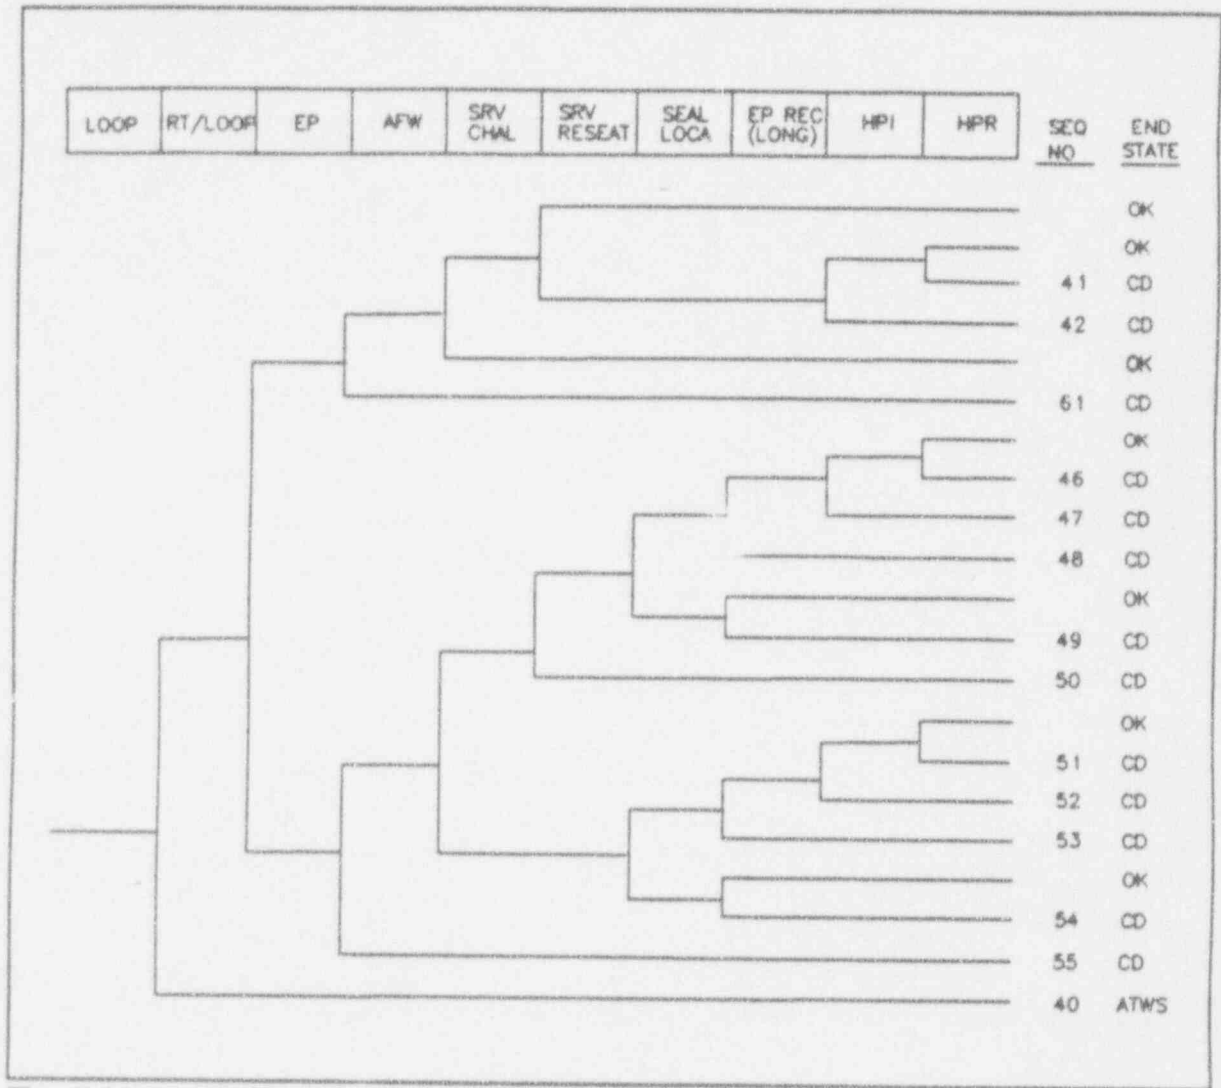 LOOP RT/LOOP EP AFW SRV CHAL SRV RESEAT SEAL LOCA EP REC (LONG) HPI HPR SEQ NO END STATE
OK
OK
41 CD
42 CD
OK
61 CD
OK
46 CD
47 CD
48 CD
OK
49 CD
50 CD
OK
51 CD
52 CD
53 CD
OK
54 CD
55 CD
40 ATWS